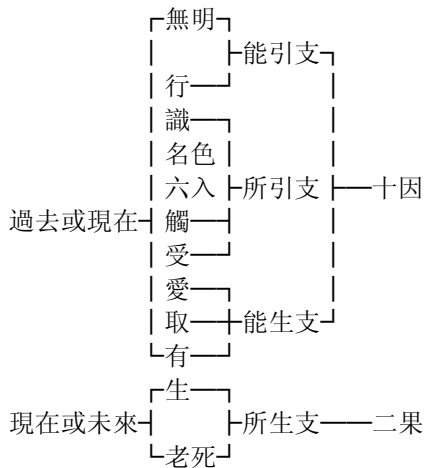 無明
能引支
行
識
名色
六入 所引支 十因
過去或現在 觸
受
愛
取 能生支
有
生
現在或未來 所生支 二果
老死